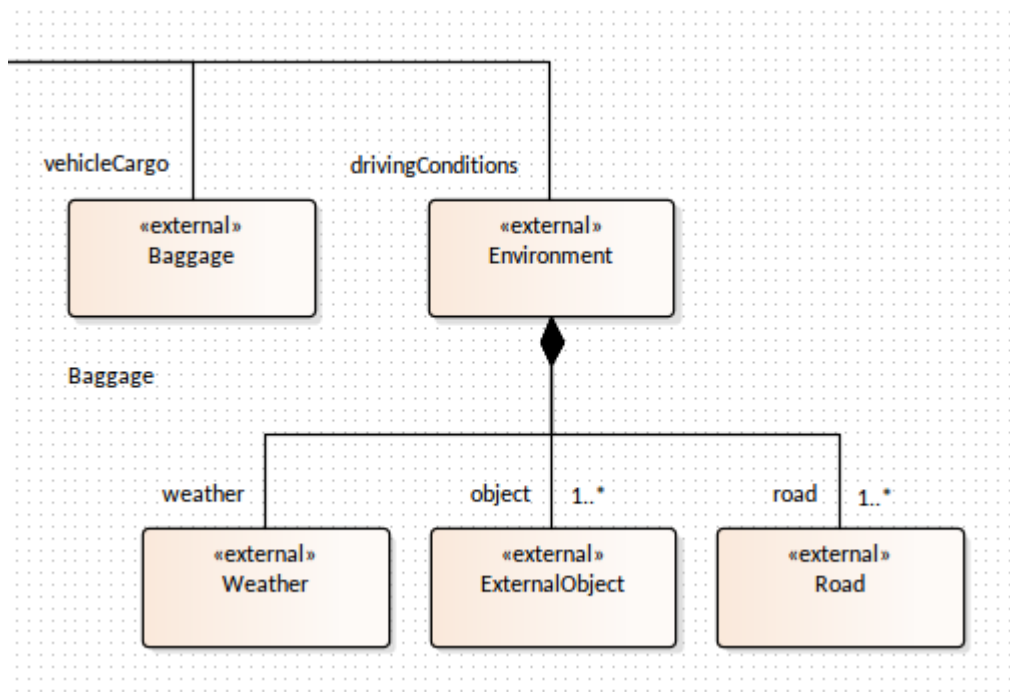 vehicleCargo
drivingConditions
«external»
Baggage
«external»
Environment
Baggage
weather
object
1..*
road
1..*
«external»
Weather
«external»
ExternalObject
«external»
Road